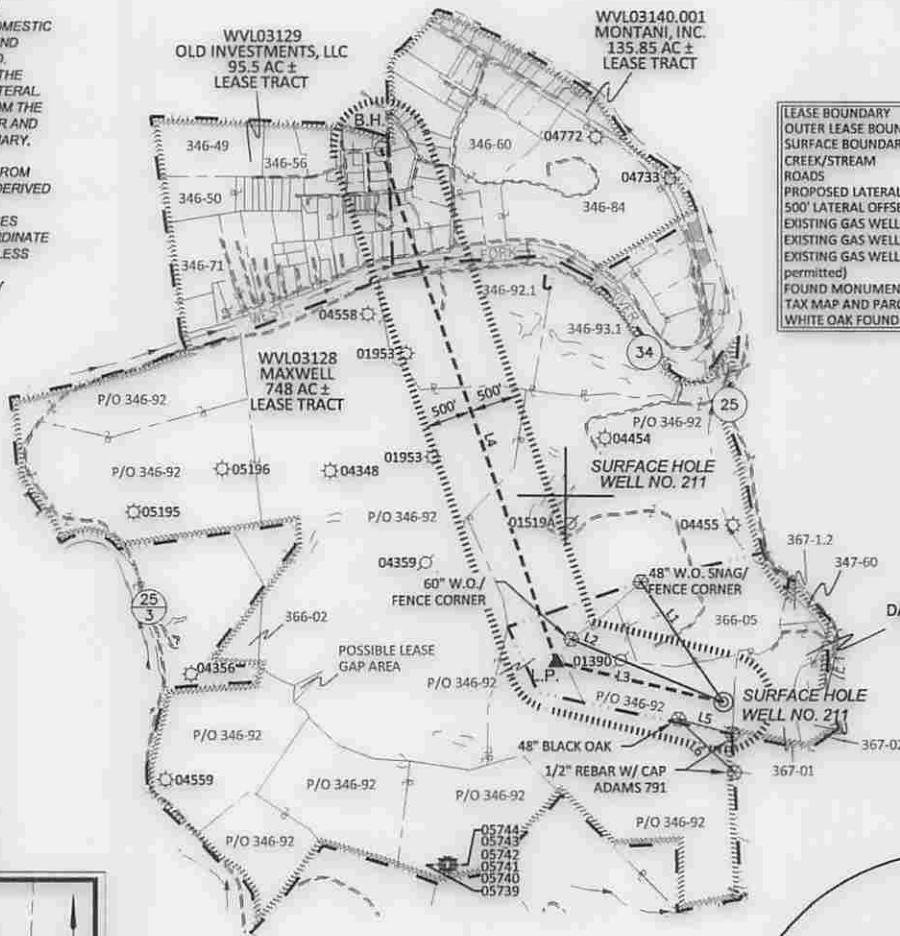 OMESTIC
ND
THE
TERAL
OM THE
R AND
ARY,
ROM
DERIVED
ES
DINATE
LESS
WVL03129
OLD INVESTMENTS, LLC
95.5 AC ±
LEASE TRACT
WVL03140.001
MONTANI, INC.
135.85 AC ±
LEASE TRACT
LEASE BOUNDARY
OUTER LEASE BOUN
SURFACE BOUNDAR
CREEK/STREAM
ROADS
PROPOSED LATERAL
500' LATERAL OFFSE
EXISTING GAS WELL
EXISTING GAS WELL
EXISTING GAS WELL
permitted)
FOUND MONUMEN
TAX MAP AND PARC
WHITE OAK FOUND
B.H.
346-49
346-56
346-50
346-71
346-60
04772
04733
346-84
WEST
FORK
RIVER
346-92.1
346-93.1
L
04558
01953
34
25
WVL03128
MAXWELL
748 AC ±
LEASE TRACT
P/O 346-92
P/O 346-92
500'
500'
L4
P/O 346-92
04454
SURFACE HOLE
WELL NO. 211
01953
05196
04348
05195
P/O 346-92
01519A
04455
367-1.2
347-60
04359
60" W.O./
FENCE CORNER
48" W.O. SNAG/
FENCE CORNER
DA
25
3
366-02
366-05
L1
L2
L3
01390
L.P.
POSSIBLE LEASE
GAP AREA
04356
P/O 346-92
P/O 346-92
SURFACE HOLE
WELL NO. 211
L5
L6
P/O 346-92
48" BLACK OAK
367-02
367-01
1/2" REBAR W/ CAP
ADAMS 791
04559
P/O 346-92
P/O 346-92
P/O 346-92
P/O 346-92
05744
05743
05742
05741
05740
05739